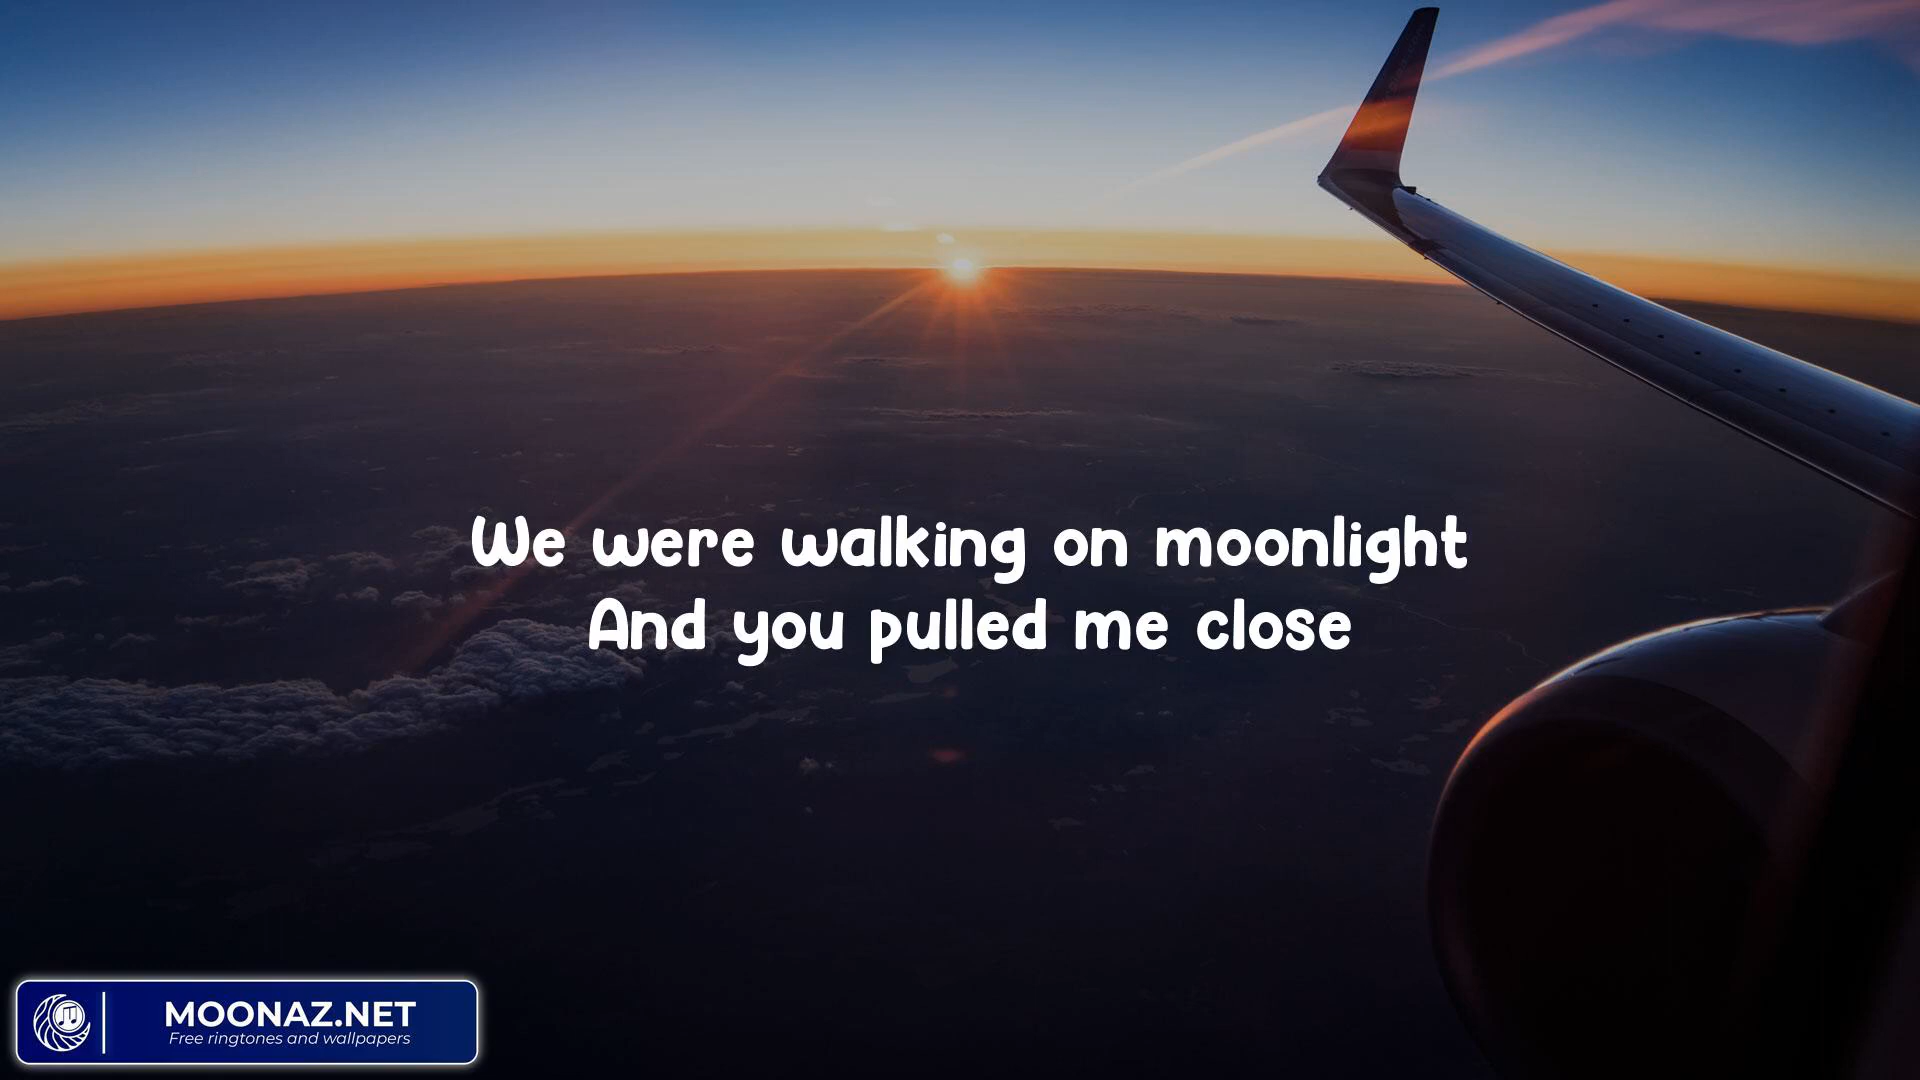 We were walking on moonlight
And you pulled me close
MOONAZ.NET
Free ringtones and wallpapers